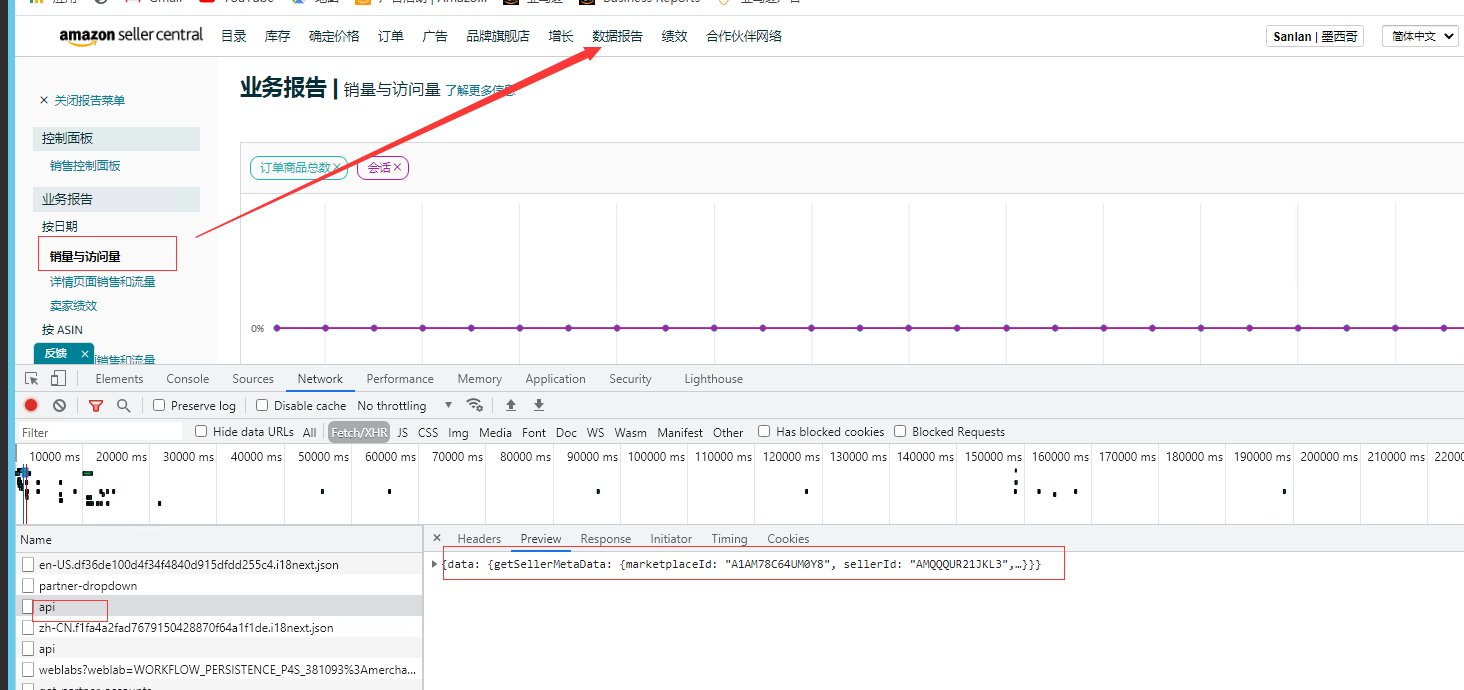 amazon seller central 目录 库存 确定价格 订单 广告 品牌旗舰店 增长 数据报告 绩效 合作伙伴网络 Sanlan | 墨西哥 简体中文
× 关闭报告菜单
控制面板
销售控制面板
业务报告
按日期
销量与访问量
详情页面销售和流量
卖家绩效
按 ASIN
反馈 ×
销售和流量
业务报告 | 销量与访问量 了解更多信息
订单商品总数× 会话×
0%
Elements Console Sources Network Performance Memory Application Security Lighthouse
Preserve log Disable cache No throttling
Filter Hide data URLs All Fetch/XHR JS CSS Img Media Font Doc WS Wasm Manifest Other Has blocked cookies Blocked Requests
10000 ms 20000 ms 30000 ms 40000 ms 50000 ms 60000 ms 70000 ms 80000 ms 90000 ms 100000 ms 110000 ms 120000 ms 130000 ms 140000 ms 150000 ms 160000 ms 170000 ms 180000 ms 190000 ms 200000 ms 210000 ms 22000
Name
en-US.df36de100d4f34f4840d915dfdd255c4.i18next.json
partner-dropdown
api
zh-CN.f1fa4a2fad7679150428870f64a1f1de.i18next.json
api
weblabs?weblab=WORKFLOW_PERSISTENCE_P4S_381093%3Amercha...
× Headers Preview Response Initiator Timing Cookies
{data: {getSellerMetaData: {marketplaceId: "A1AM78C64UM0Y8", sellerId: "AMQQQUR21JKL3",…}}}